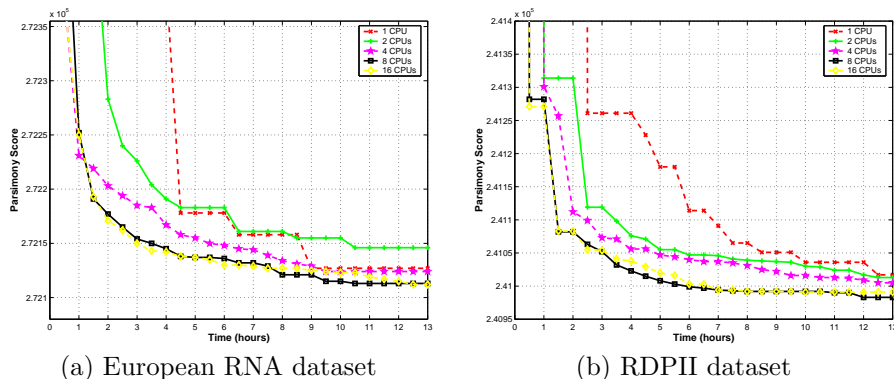 x 10⁵
2.7235
2.723
2.7225
2.722
2.7215
2.721
Parsimony Score
0 1 2 3 4 5 6 7 8 9 10 11 12 13
Time (hours)
1 CPU
2 CPUs
4 CPUs
8 CPUs
16 CPUs
(a) European RNA dataset
x 10⁵
2.414
2.4135
2.413
2.4125
2.412
2.4115
2.411
2.4105
2.41
2.4095
Parsimony Score
0 1 2 3 4 5 6 7 8 9 10 11 12 13
Time (hours)
1 CPU
2 CPUs
4 CPUs
8 CPUs
16 CPUs
(b) RDPII dataset